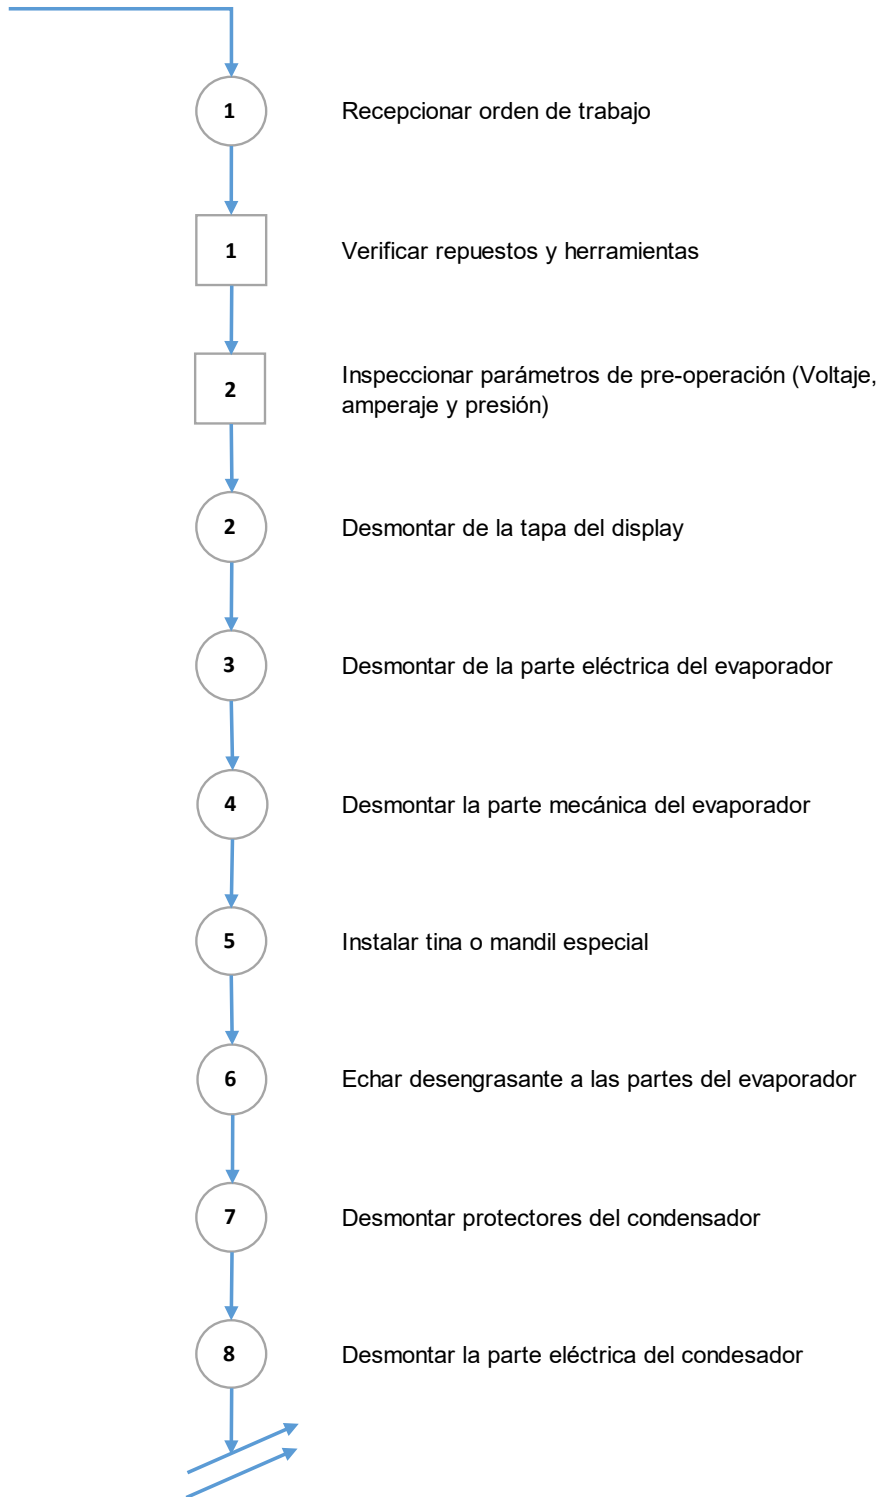 1
Recepcionar orden de trabajo
1
Verificar repuestos y herramientas
2
Inspeccionar parámetros de pre-operación (Voltaje,
amperaje y presión)
2
Desmontar de la tapa del display
3
Desmontar de la parte eléctrica del evaporador
4
Desmontar la parte mecánica del evaporador
5
Instalar tina o mandil especial
6
Echar desengrasante a las partes del evaporador
7
Desmontar protectores del condensador
8
Desmontar la parte eléctrica del condesador